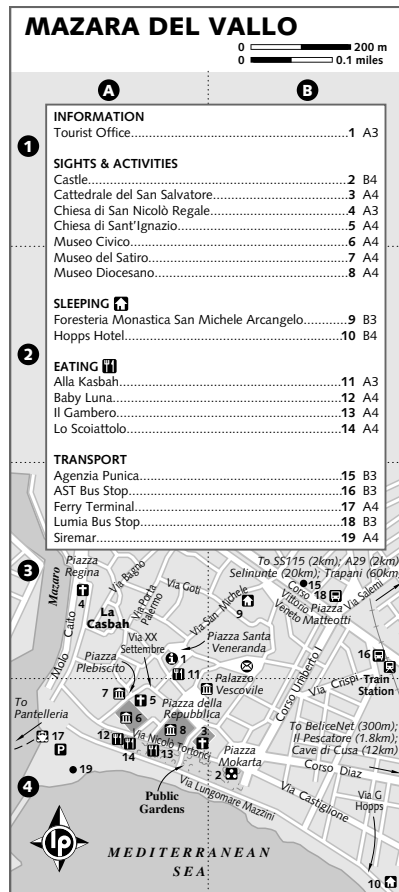 MAZARA DEL VALLO
0 200 m
0 0.1 miles
A B
1
INFORMATION
Tourist Office 1 A3
SIGHTS & ACTIVITIES
Castle 2 B4
Cattedrale del San Salvatore 3 A4
Chiesa di San Nicolò Regale 4 A3
Chiesa di Sant'Ignazio 5 A4
Museo Civico 6 A4
Museo del Satiro 7 A4
Museo Diocesano 8 A4
SLEEPING
Foresteria Monastica San Michele Arcangelo 9 B3
Hopps Hotel 10 B4
2
EATING
Alla Kasbah 11 A3
Baby Luna 12 A4
Il Gambero 13 A4
Lo Scoiattolo 14 A4
TRANSPORT
Agenzia Punica 15 B3
AST Bus Stop 16 B3
Ferry Terminal 17 A4
Lumia Bus Stop 18 B3
Siremar 19 A4
To SS115 (2km); A29 (2km)
Selinunte (20km); Trapani (60km)
3
Mazaro
Piazza
Regina
4
Via Bagno
Via Porta
Palermo
Via Goti
Via San Michele
9
15
18
Corso
Vittorio
Veneto
Piazza
Matteotti
Via Salemi
Molo Caito
La
Casbah
Via XX
Settembre
Piazza Santa
Veneranda
1
11
Piazza
Plebiscito
Palazzo
Vescovile
Corso Umberto I
16
Train
Station
Via Crispi
7
5
6
Piazza della
Repubblica
8
3
To
Pantelleria
17
P
12
14
13
Via Nicolo Tortorici
Piazza
Mokarta
2
To BeliceNet (300m);
Il Pescatore (1.8km);
Cave di Cusa (12km)
Corso Diaz
19
4
Public
Gardens
Via Lungomare Mazzini
Via Castiglione
Via G
Hopps
lp
MEDITERRANEAN
SEA
10